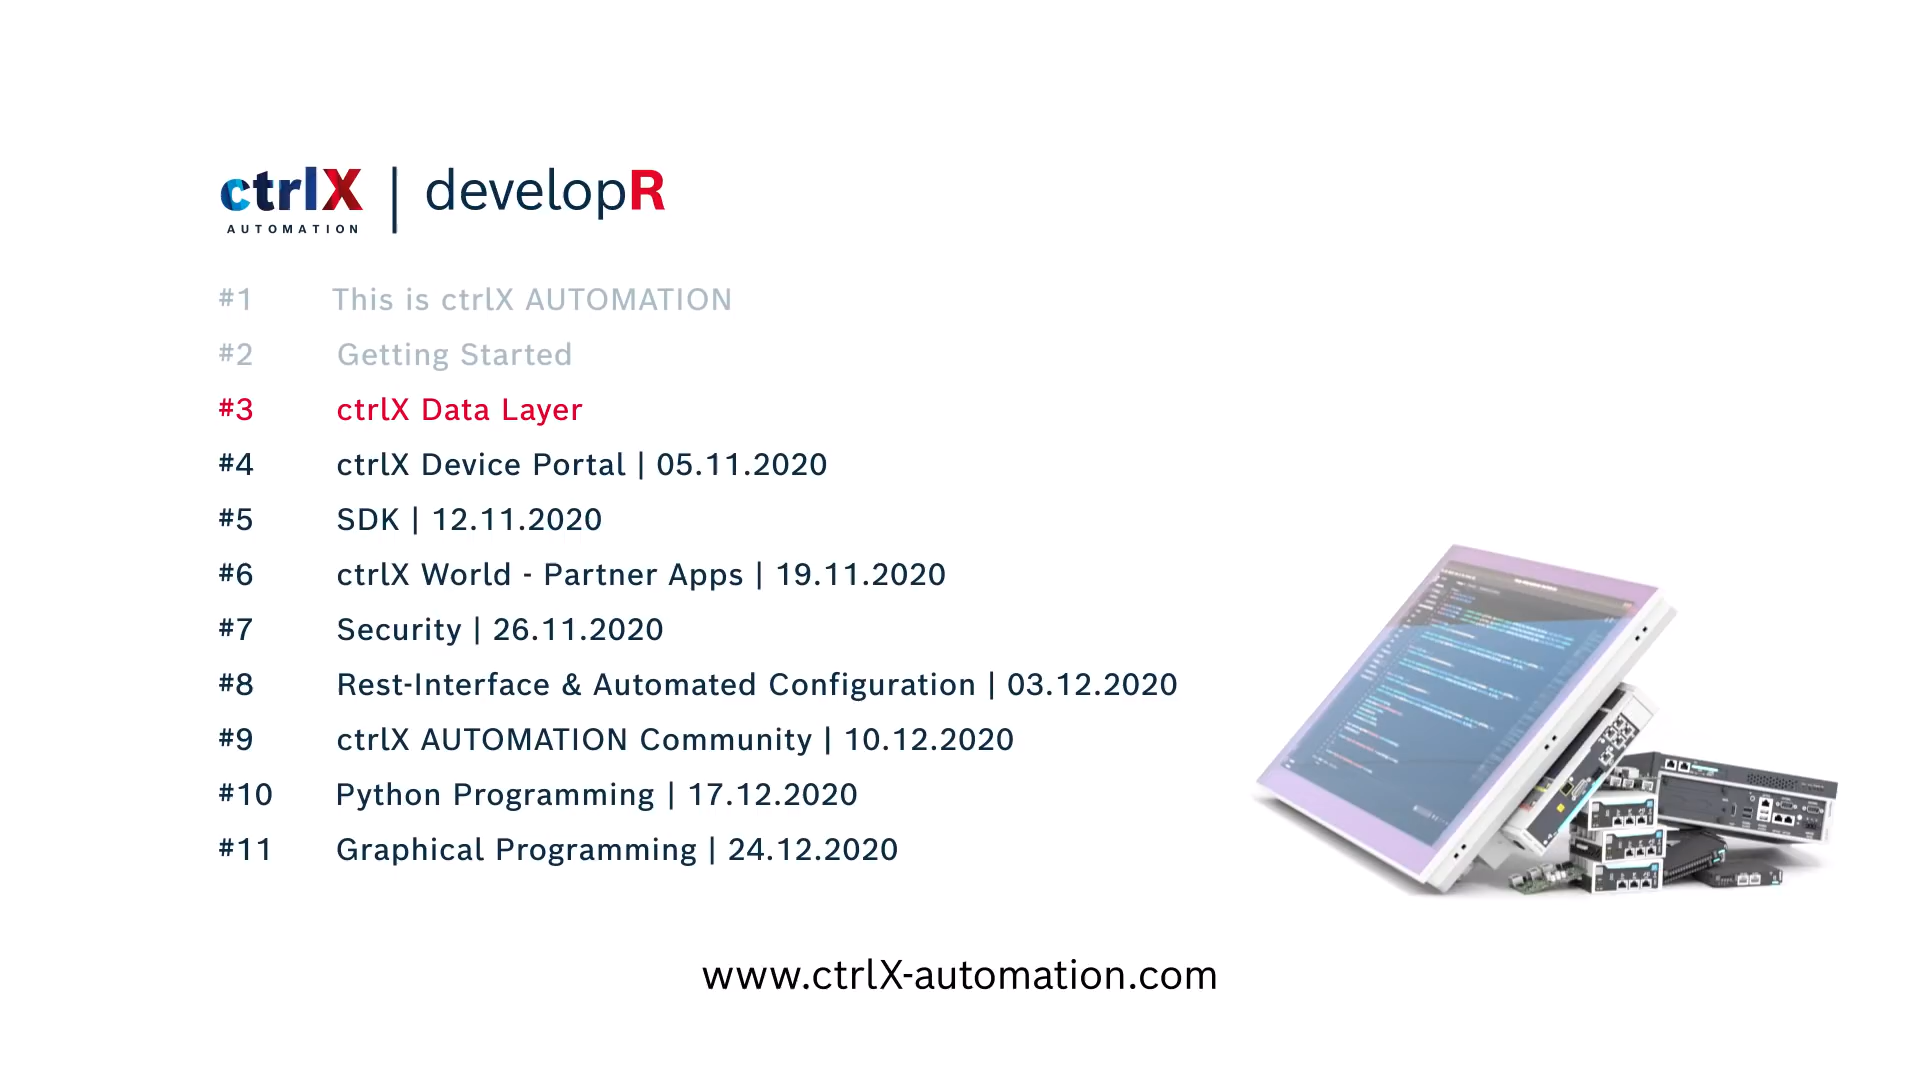 ctrlX | developR
AUTOMATION
#1 This is ctrlX AUTOMATION
#2 Getting Started
#3 ctrlX Data Layer
#4 ctrlX Device Portal | 05.11.2020
#5 SDK | 12.11.2020
#6 ctrlX World - Partner Apps | 19.11.2020
#7 Security | 26.11.2020
#8 Rest-Interface & Automated Configuration | 03.12.2020
#9 ctrlX AUTOMATION Community | 10.12.2020
#10 Python Programming | 17.12.2020
#11 Graphical Programming | 24.12.2020
www.ctrlX-automation.com